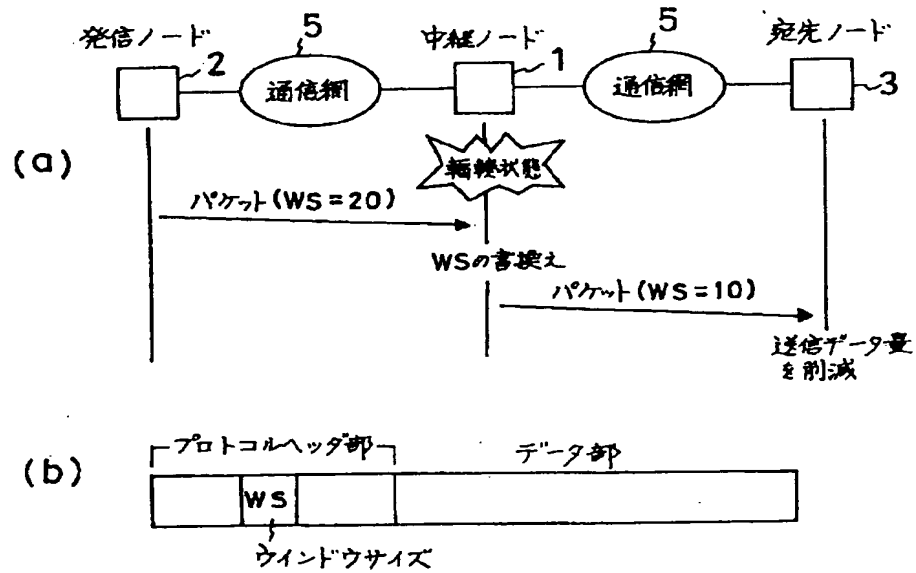 発信ノード
5
中継ノード
5
宛先ノード
2
通信網
1
通信網
3
(a)
輻輳状態
パケット(WS=20)
WSの書換え
パケット(WS=10)
送信データ量
を削減
(b)
プロトコルヘッダ部
データ部
WS
ウインドウサイズ